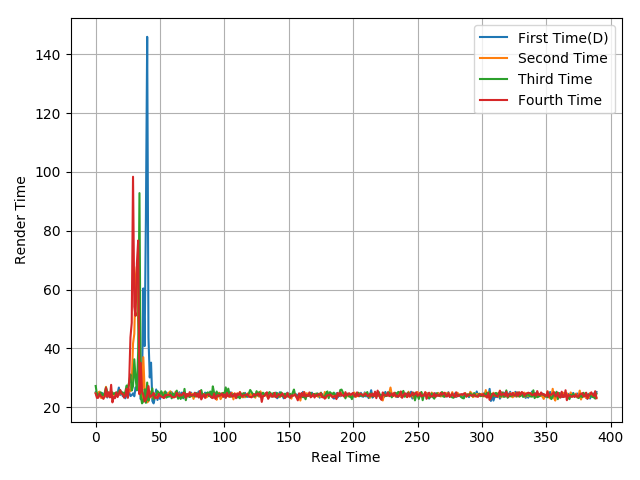 First Time(D)
Second Time
Third Time
Fourth Time
Render Time
140
120
100
80
60
40
20
0 50 100 150 200 250 300 350 400
Real Time